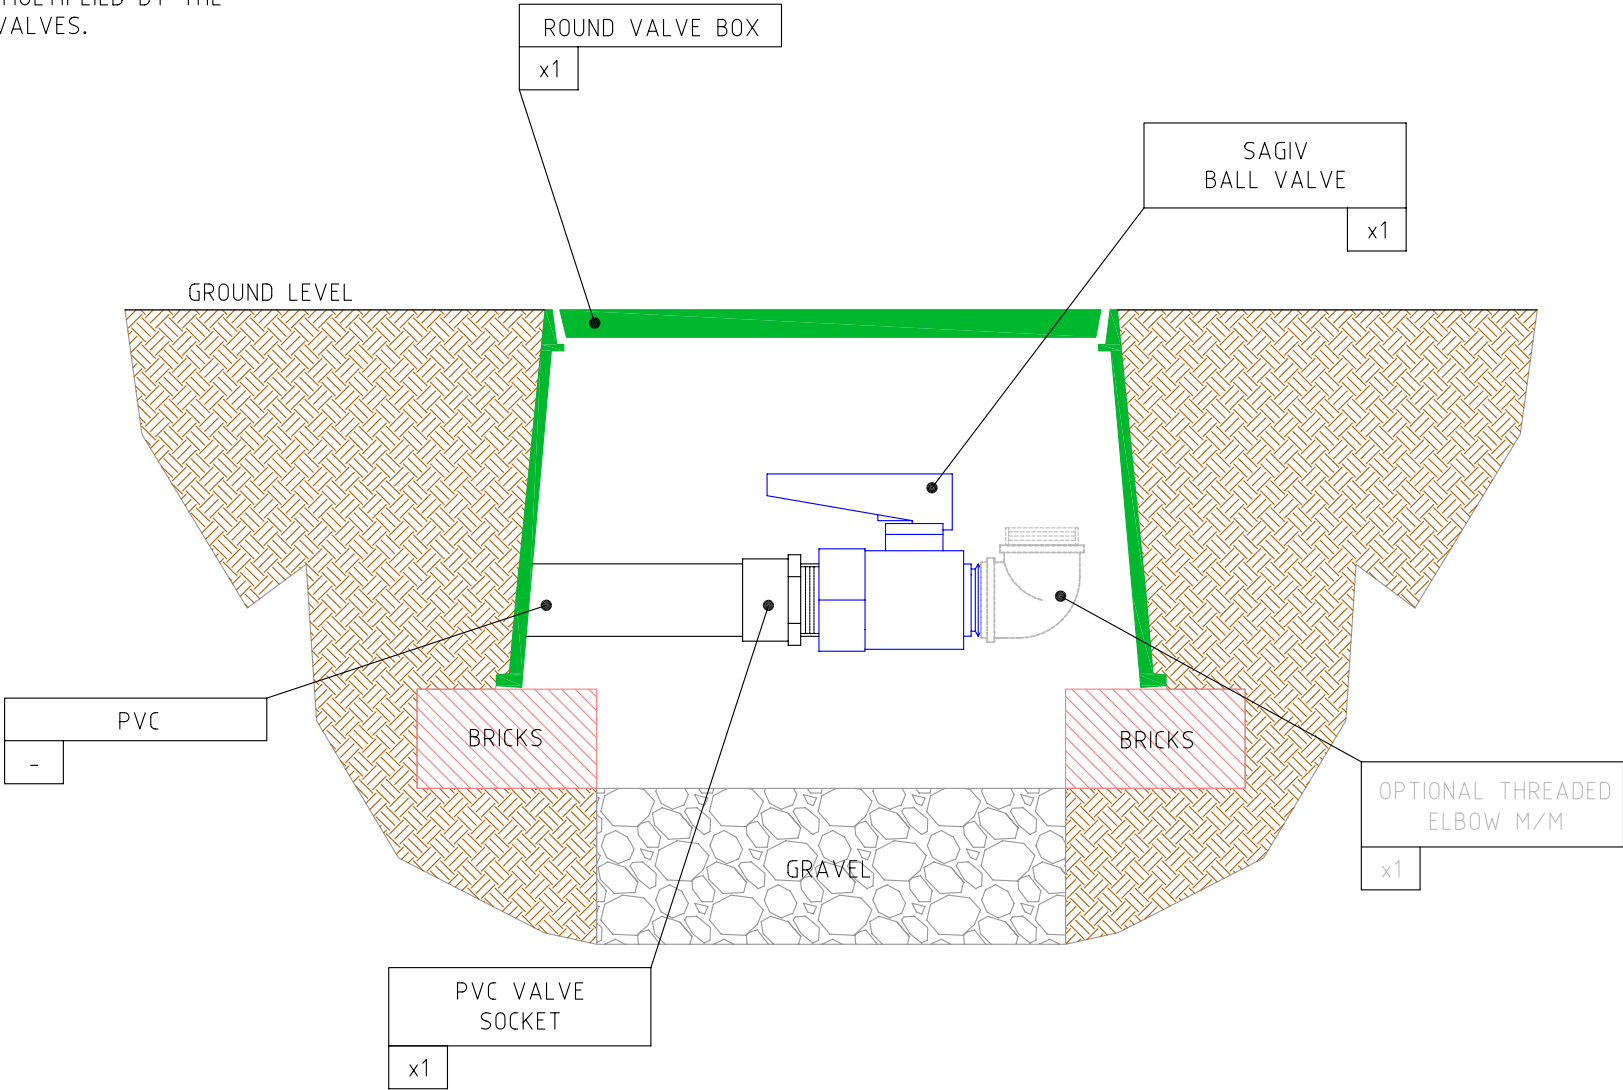 VALVES.
ROUND VALVE BOX
x1
SAGIV
BALL VALVE
x1
GROUND LEVEL
PVC
-
BRICKS
BRICKS
OPTIONAL THREADED
ELBOW M/M
x1
GRAVEL
PVC VALVE
SOCKET
x1